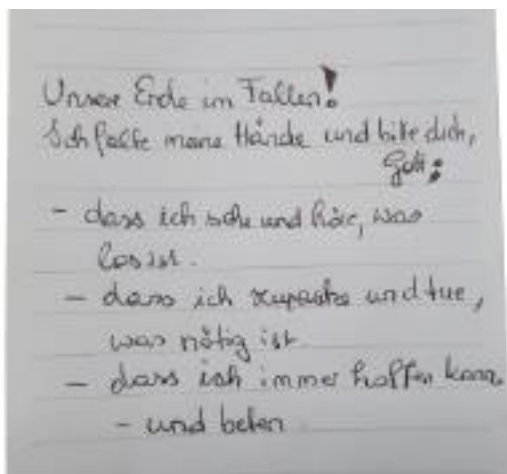 Unsere Erde im Fallen!
Ich falte meine Hände und bitte dich,
Gott:
- dass ich sehe und höre, was
los ist.
- dass ich zupacke und tue,
was nötig ist
- dass ich immer hoffen kann
- und beten